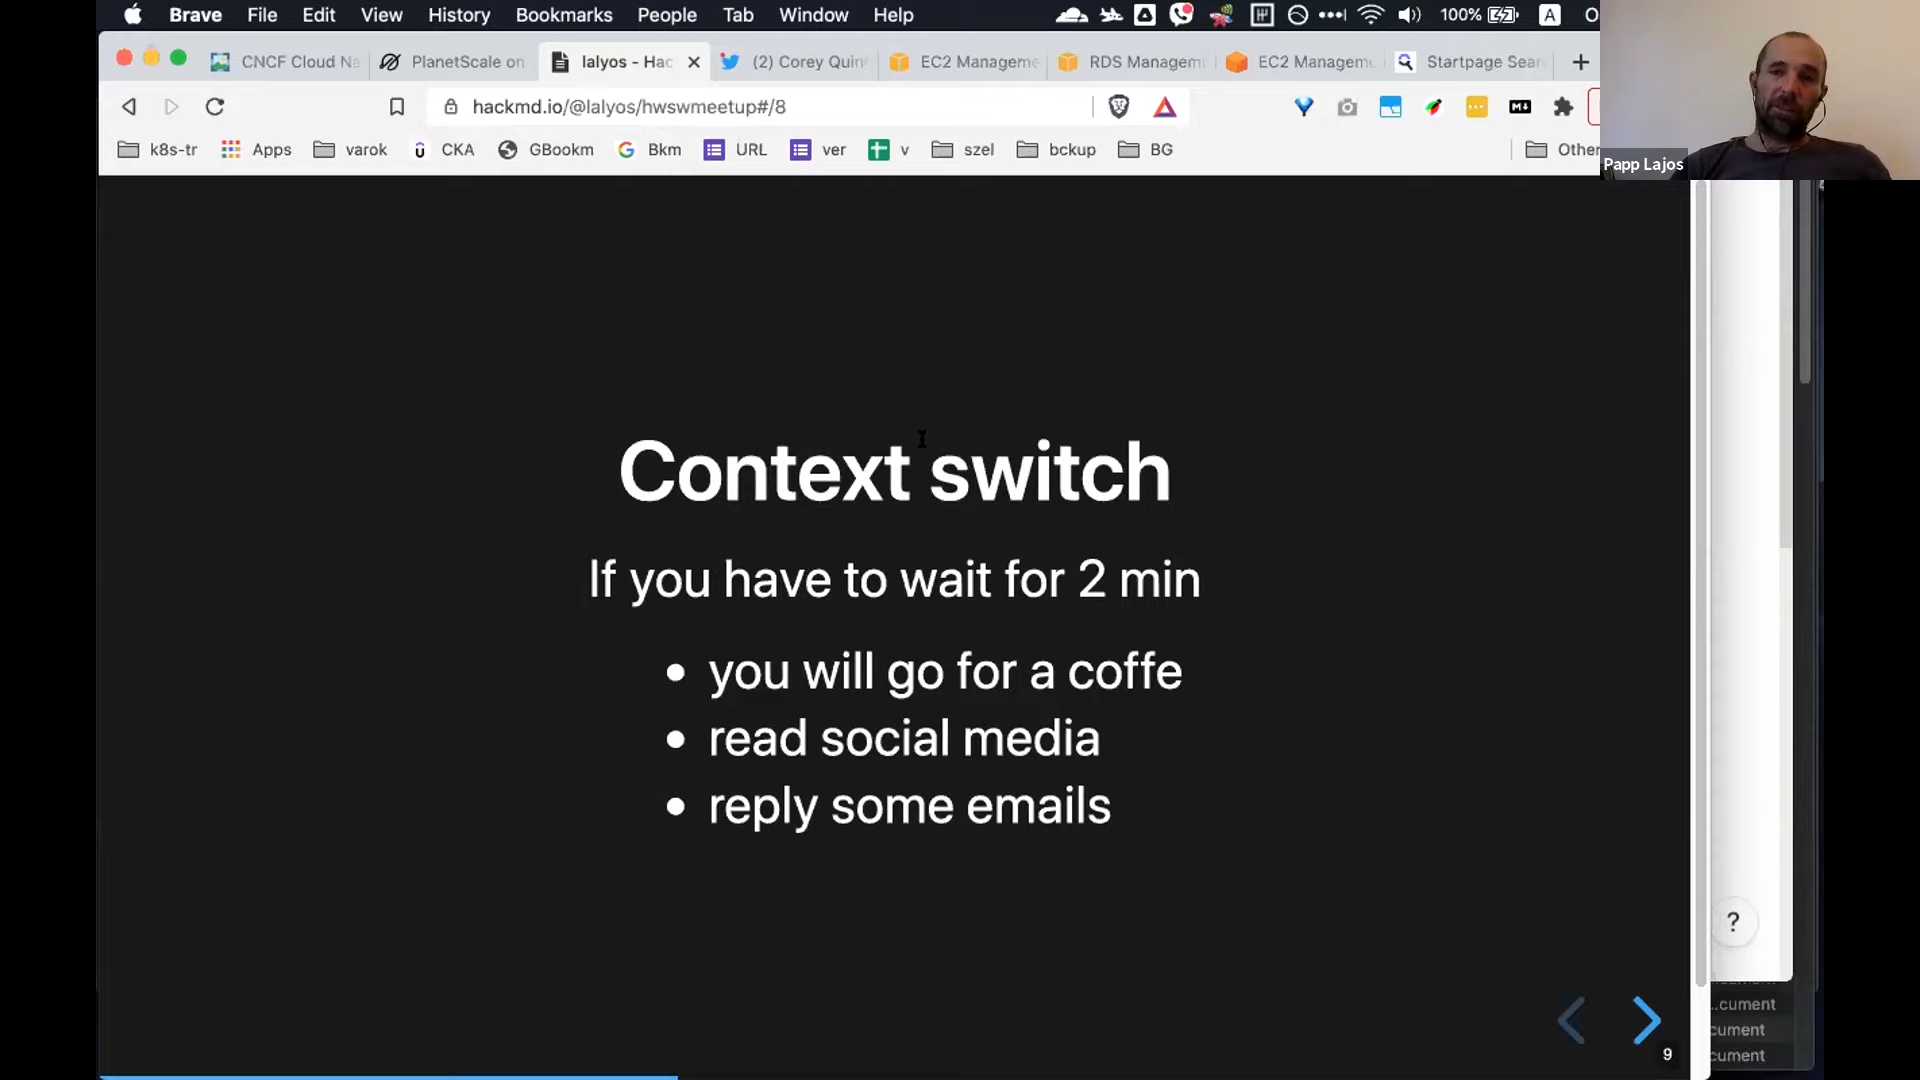 Brave File Edit View History Bookmarks People Tab Window Help 100% A
CNCF Cloud Na PlanetScale on lalyos - Hac (2) Corey Quin EC2 Manageme RDS Managem EC2 Managem Startpage Sear
hackmd.io/@lalyos/hwswmeetup#/8
k8s-tr Apps varok CKA GBookm Bkm URL ver v szel bckup BG Other
Papp Lajos
Context switch
If you have to wait for 2 min
• you will go for a coffe
• read social media
• reply some emails
?
...cument
cument
cument
9